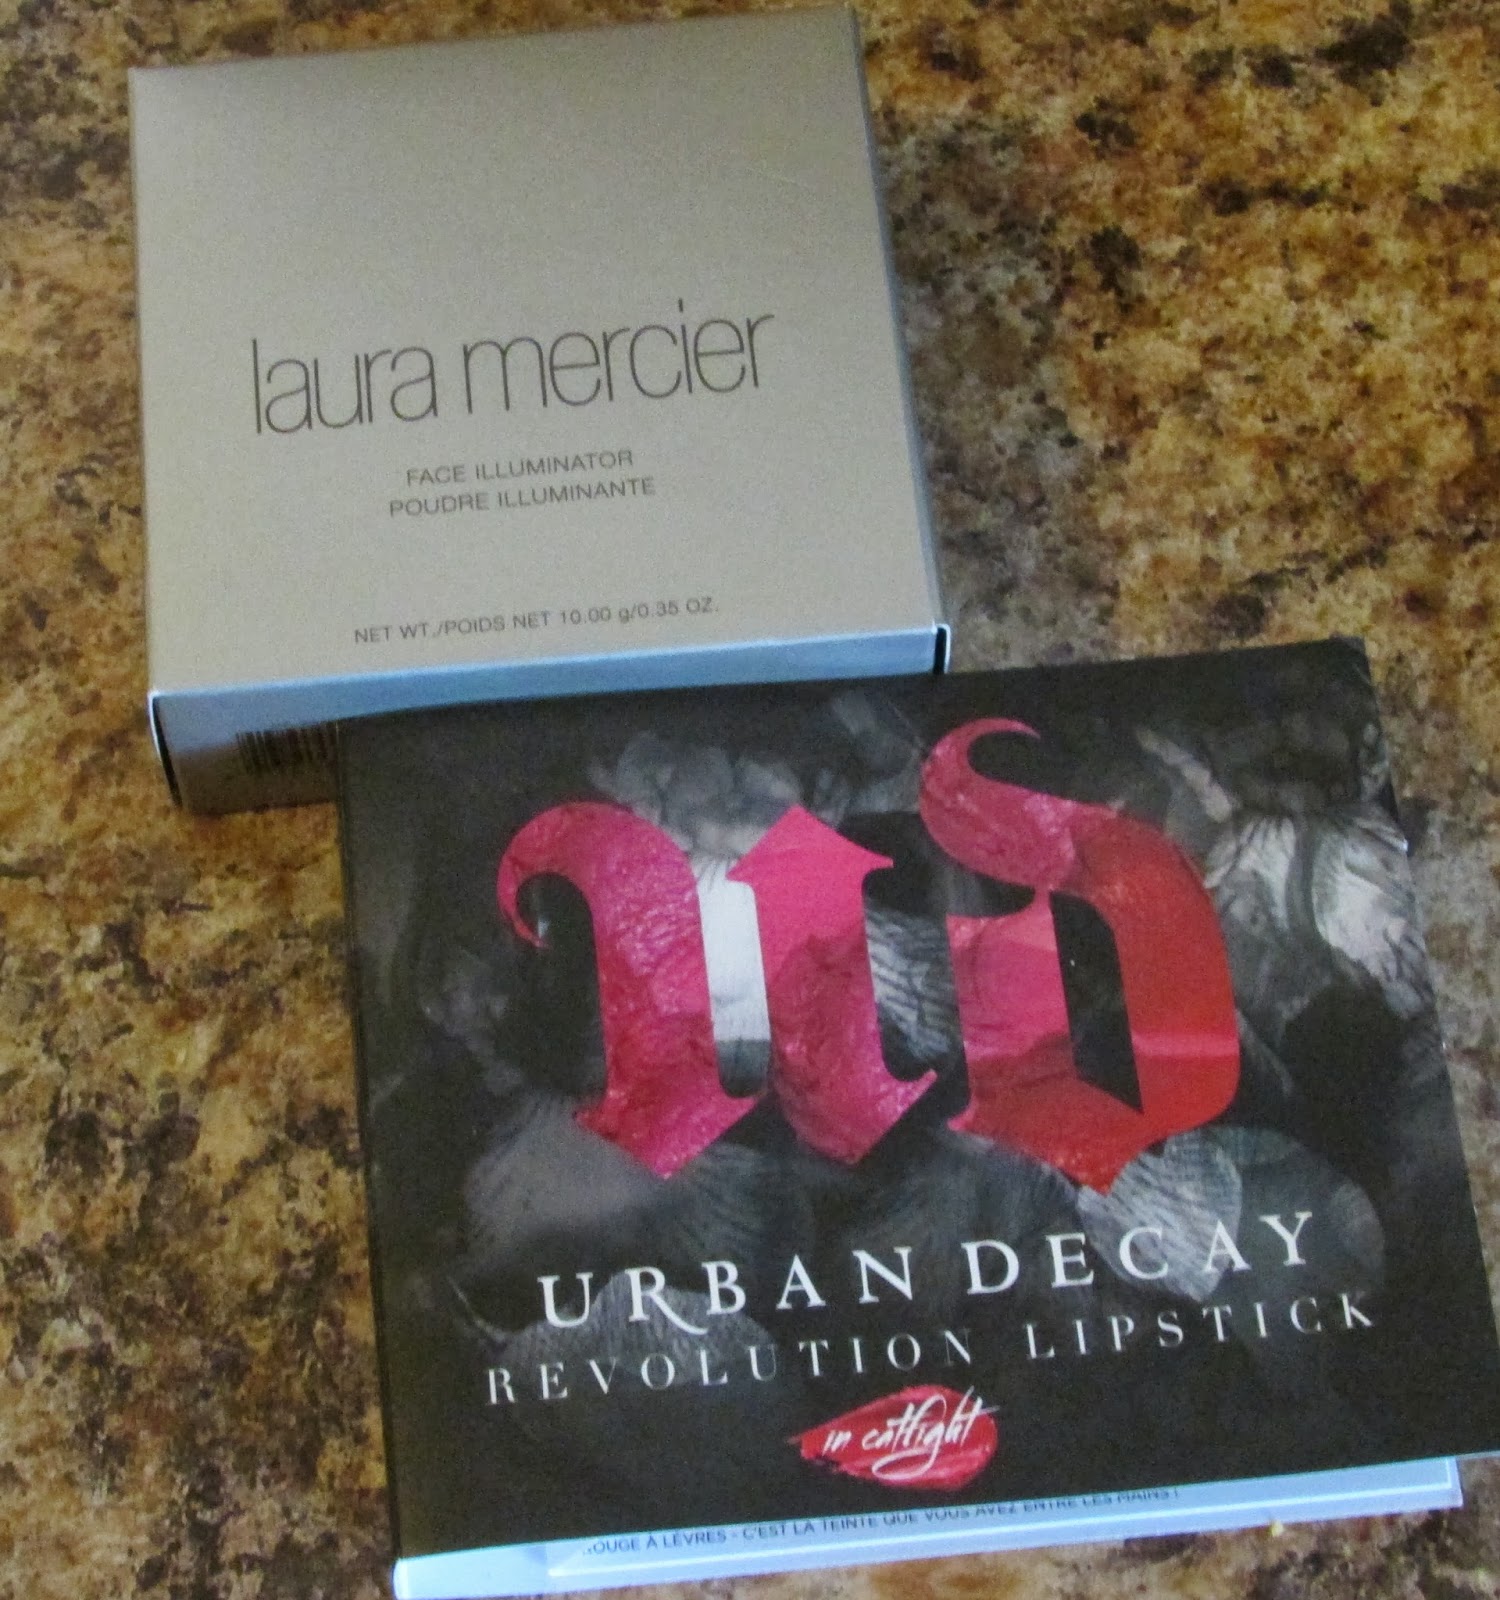 laura mercier
FACE ILLUMINATOR
POUDRE ILLUMINANTE
NET WT./POIDS NET 10.00 g/0.35 OZ.
UD
URBAN DECAY
REVOLUTION LIPSTICK
in catfight
ROUGE À LÈVRES - C'EST LA TEINTE QUE VOUS AVEZ ENTRE LES MAINS !